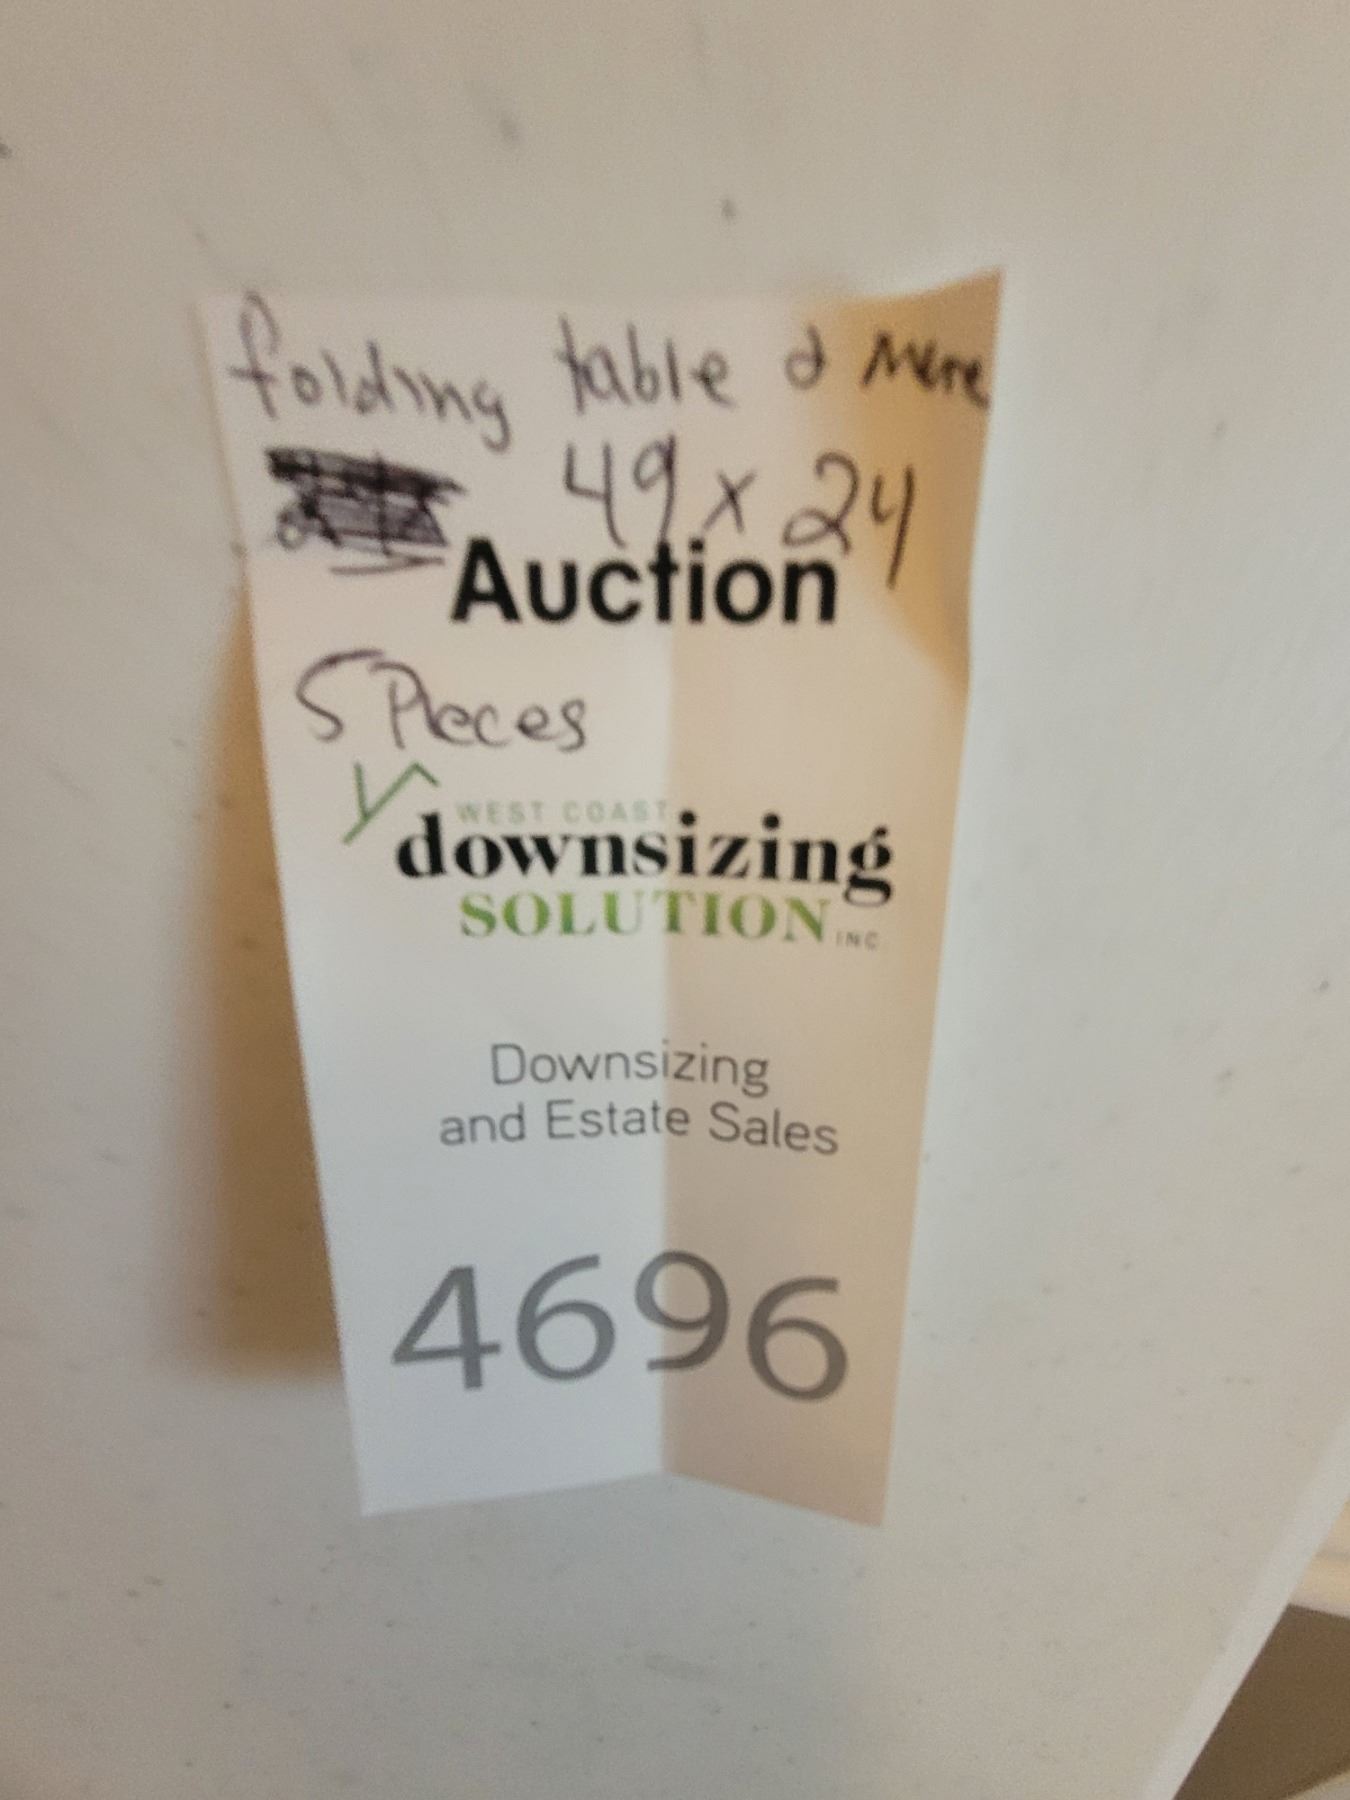 folding table & more
49 x 24
Auction
5 Pieces
WEST COAST
downsizing
SOLUTION INC
Downsizing
and Estate Sales
4696